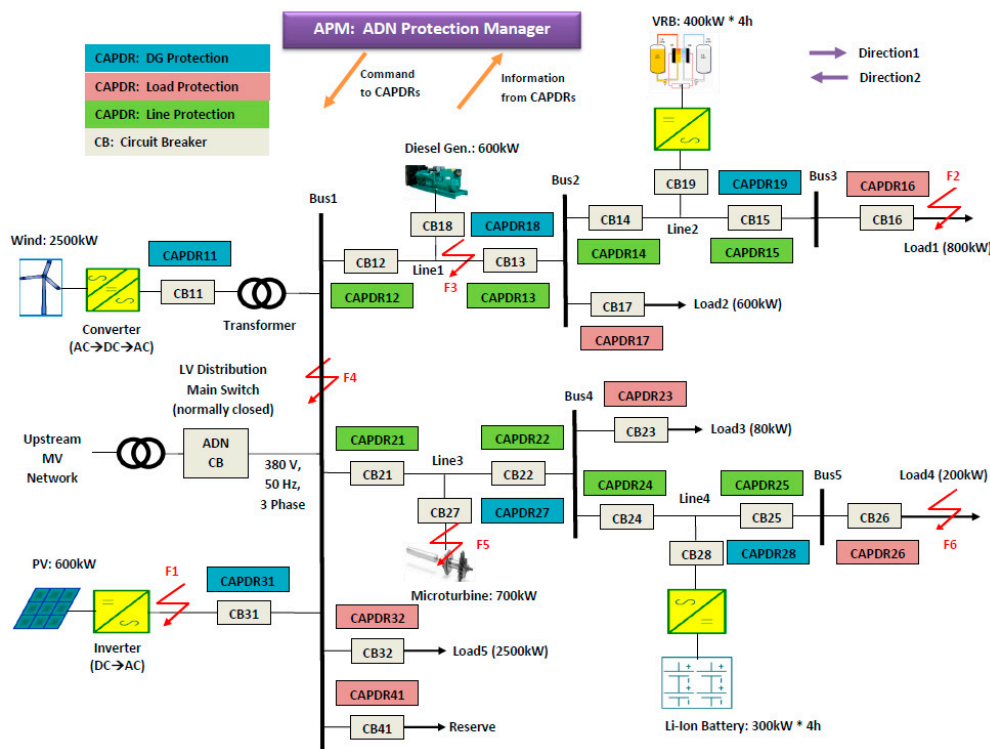 APM: ADN Protection Manager
VRB: 400kW * 4h
CAPDR: DG Protection
CAPDR: Load Protection
CAPDR: Line Protection
CB: Circuit Breaker
Command
to CAPDRs
Information
from CAPDRs
Direction1
Direction2
Diesel Gen.: 600kW
Bus1
Bus2
Bus3
CB18
CAPDR18
CB19
CAPDR19
CAPDR16
F2
Wind: 2500kW
CAPDR11
CB11
Converter
(AC→DC→AC)
Transformer
CB12
Line1
CB13
F3
CAPDR12
CAPDR13
CB14
Line2
CB15
CB16
CAPDR14
CAPDR15
Load1 (800kW)
CB17
Load2 (600kW)
CAPDR17
LV Distribution
Main Switch
(normally closed)
F4
Upstream
MV
Network
ADN
CB
380 V,
50 Hz,
3 Phase
CAPDR21
CAPDR22
Bus4
CAPDR23
CB23
Load3 (80kW)
CB21
Line3
CB22
CB27
CAPDR27
F5
Microturbine: 700kW
CAPDR24
CAPDR25
Bus5
Load4 (200kW)
CB24
Line4
CB25
CB26
F6
CB28
CAPDR28
CAPDR26
PV: 600kW
F1
CAPDR31
CB31
Inverter
(DC→AC)
CAPDR32
CB32
Load5 (2500kW)
CAPDR41
CB41
Reserve
Li-Ion Battery: 300kW * 4h